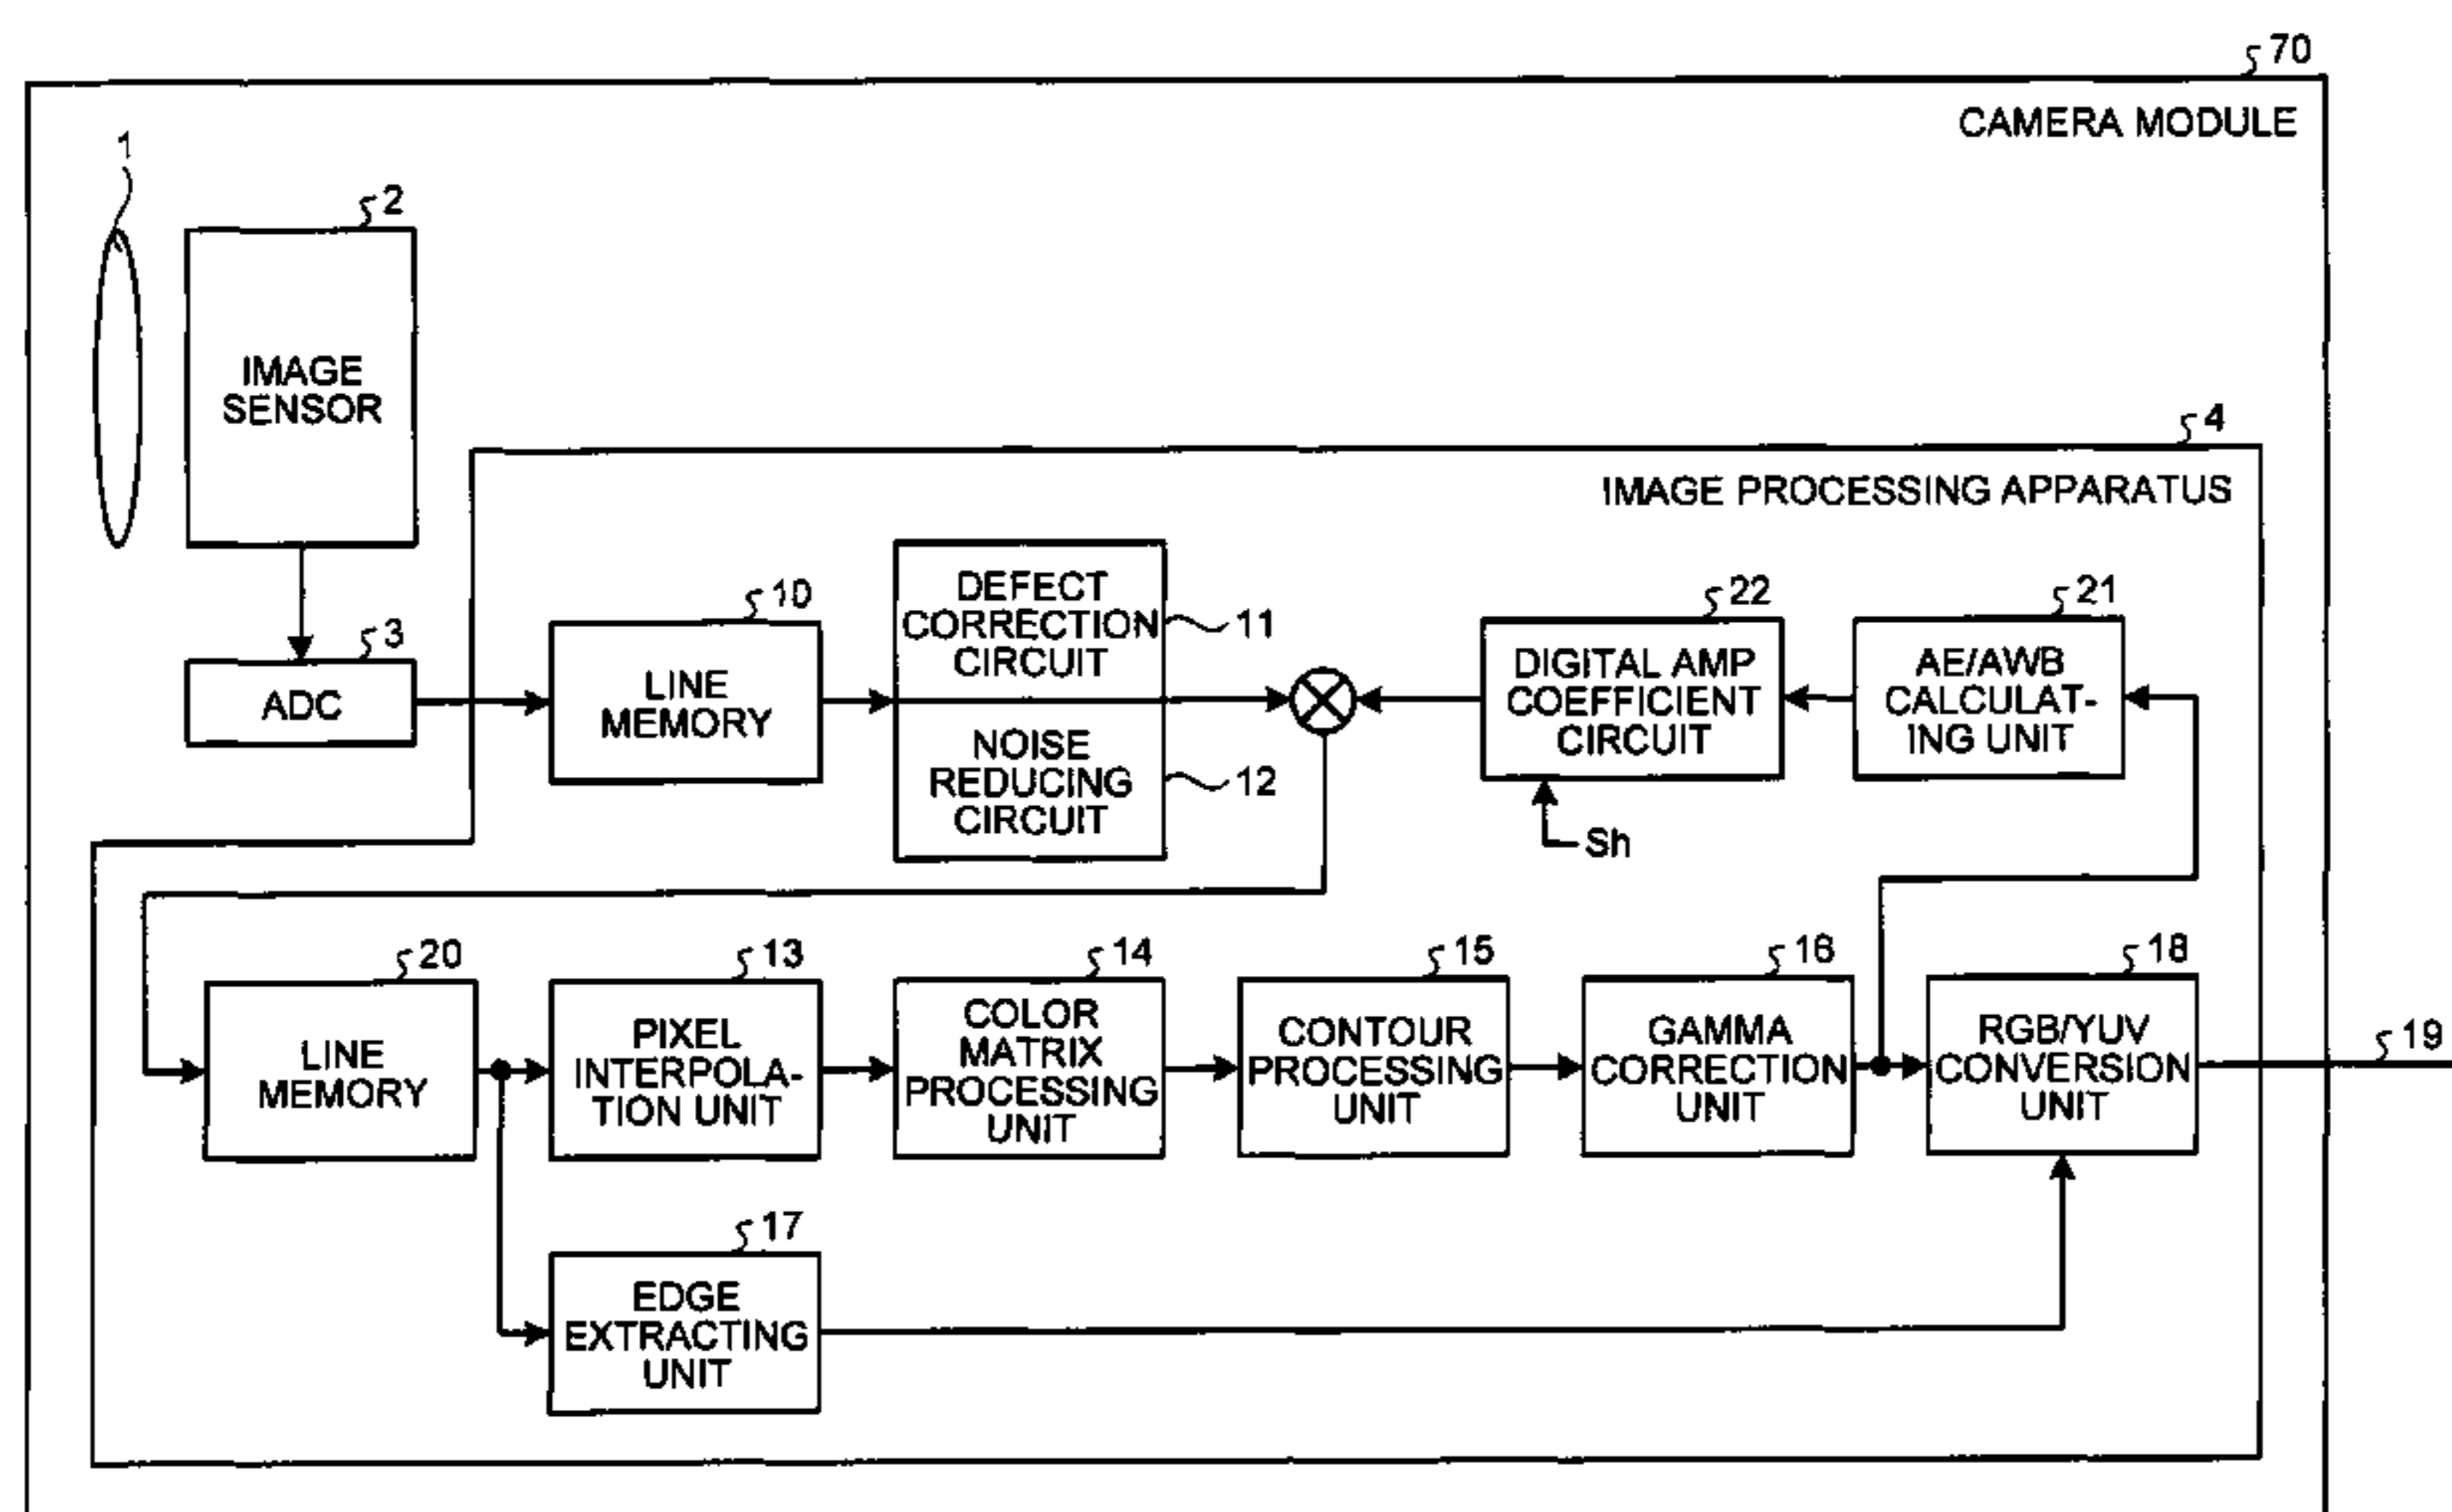 70
CAMERA MODULE
1
2
IMAGE
SENSOR
4
IMAGE PROCESSING APPARATUS
3
ADC
10
LINE
MEMORY
DEFECT
CORRECTION
CIRCUIT
11
NOISE
REDUCING
CIRCUIT
12
22
DIGITAL AMP
COEFFICIENT
CIRCUIT
Sh
21
AE/AWB
CALCULAT-
ING UNIT
20
LINE
MEMORY
13
PIXEL
INTERPOLA-
TION UNIT
14
COLOR
MATRIX
PROCESSING
UNIT
15
CONTOUR
PROCESSING
UNIT
16
GAMMA
CORRECTION
UNIT
18
RGB/YUV
CONVERSION
UNIT
19
17
EDGE
EXTRACTING
UNIT